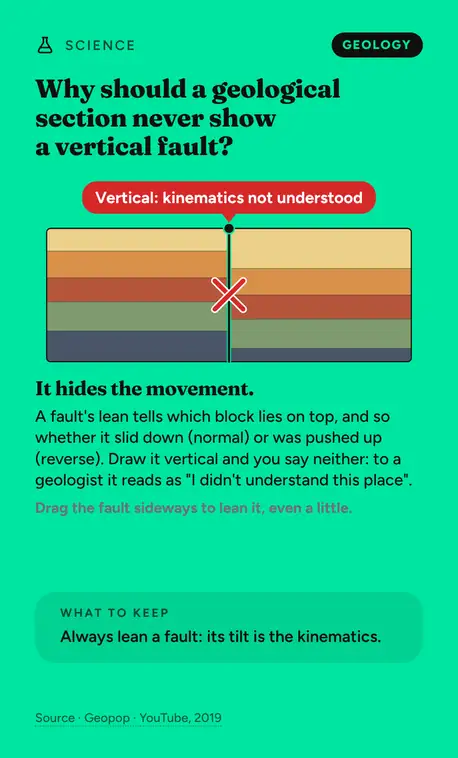 SCIENCE
GEOLOGY
Why should a geological
section never show
a vertical fault?
Vertical: kinematics not understood
It hides the movement.
A fault's lean tells which block lies on top, and so
whether it slid down (normal) or was pushed up
(reverse). Draw it vertical and you say neither: to a
geologist it reads as "I didn't understand this place".
Drag the fault sideways to lean it, even a little.
WHAT TO KEEP
Always lean a fault: its tilt is the kinematics.
Source · Geopop · YouTube, 2019